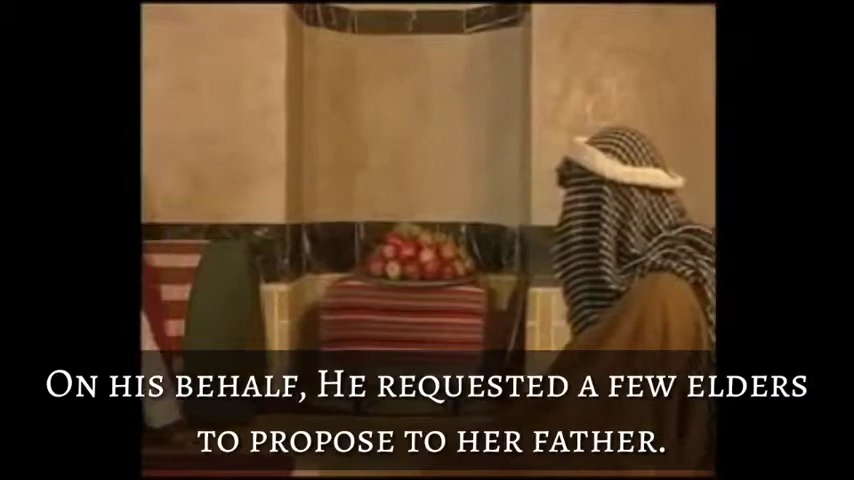 On his behalf, He requested a few elders
to propose to her father.